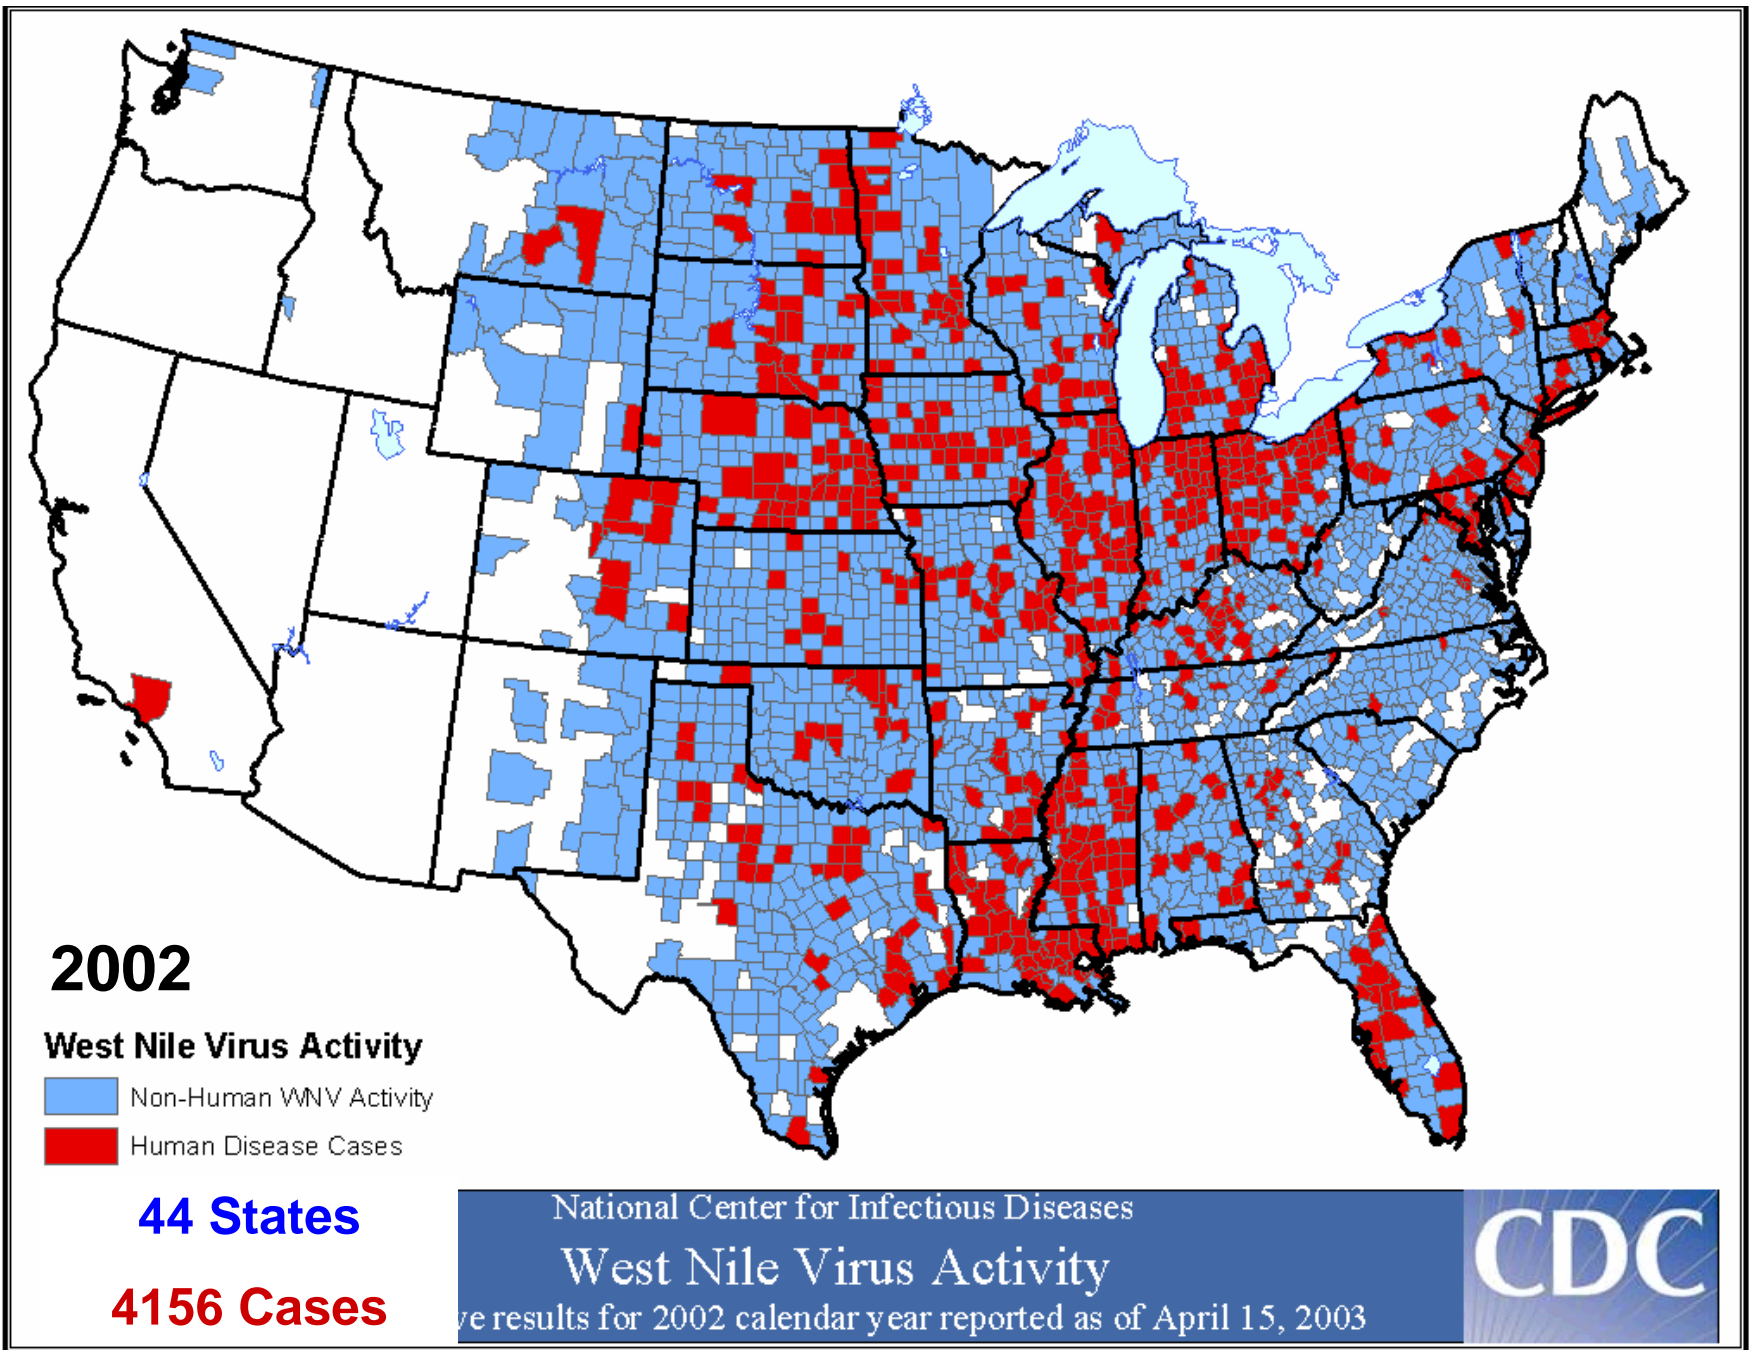 2002
West Nile Virus Activity
Non-Human WNV Activity
Human Disease Cases
44 States
4156 Cases
National Center for Infectious Diseases
West Nile Virus Activity
ve results for 2002 calendar year reported as of April 15, 2003
CDC